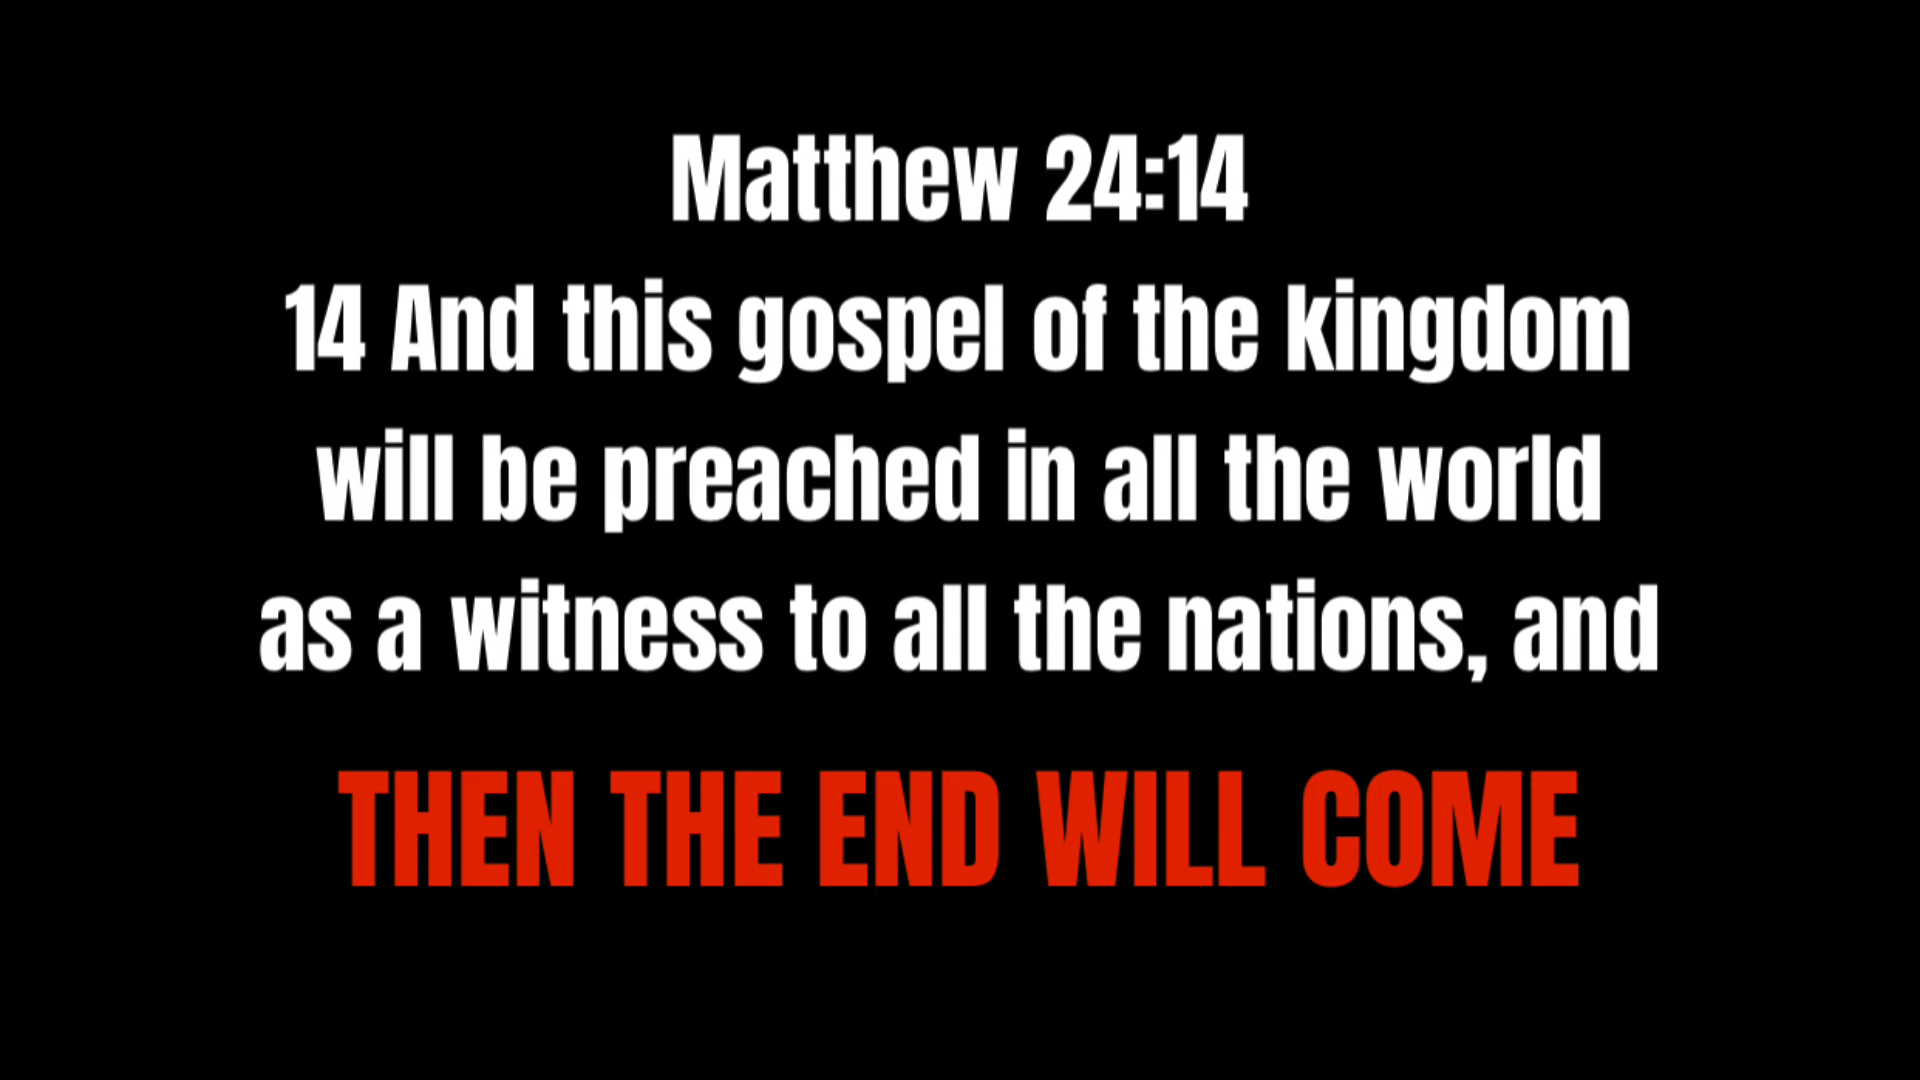 Matthew 24:14
14 And this gospel of the kingdom
will be preached in all the world
as a witness to all the nations, and
THEN THE END WILL COME